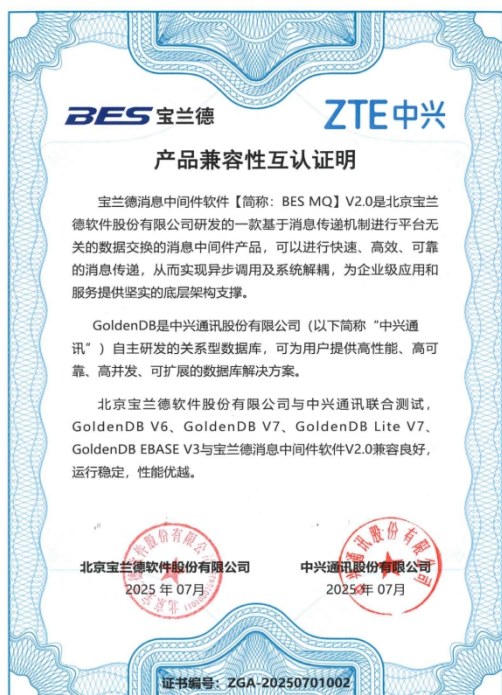 BES 宝兰德
ZTE中兴
产品兼容性互认证明
宝兰德消息中间件软件【简称：BES MQ】V2.0是北京宝兰
德软件股份有限公司研发的一款基于消息传递机制进行平台无
关的数据交换的消息中间件产品，可以进行快速、高效、可靠
的消息传递，从而实现异步调用及系统解耦，为企业级应用和
服务提供坚实的底层架构支撑。
GoldenDB是中兴通讯股份有限公司（以下简称“中兴通
讯”）自主研发的关系型数据库，可为用户提供高性能、高可
靠、高并发、可扩展的数据库解决方案。
北京宝兰德软件股份有限公司与中兴通讯联合测试，
GoldenDB V6、GoldenDB V7、GoldenDB Lite V7、
GoldenDB EBASE V3与宝兰德消息中间件软件V2.0兼容良好，
运行稳定，性能优越。
北京宝兰德软件股份有限公司
2025 年 07月
中兴通讯股份有限公司
2025年 07月
证书编号：ZGA-20250701002